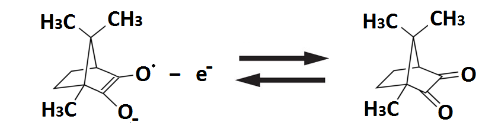 H₃C CH₃ H₃C CH₃
O· – e⁻ O
H₃C O₋ H₃C O